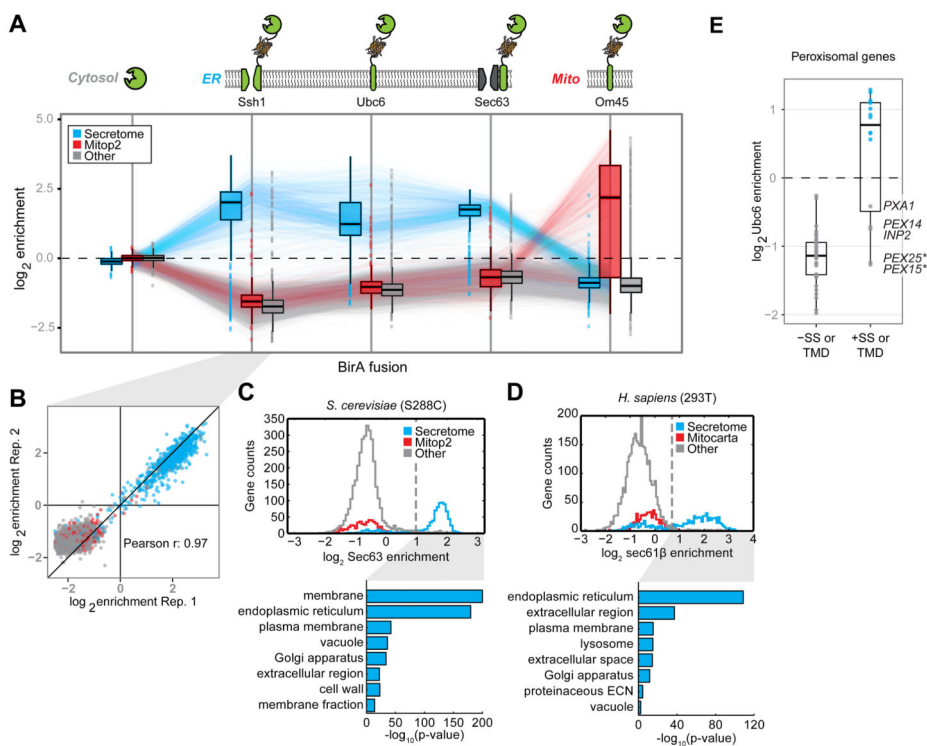 A
Cytosol
ER
Mito
Ssh1
Ubc6
Sec63
Om45
log2 enrichment
5.0
2.5
0.0
−2.5
Secretome
Mitop2
Other
BirA fusion
E
Peroxisomal genes
log2Ubc6 enrichment
1
0
−1
−2
PXA1
PEX14
INP2
PEX25*
PEX15*
−SS or TMD
+SS or TMD
B
log2enrichment Rep. 2
2
0
−2
Pearson r: 0.97
−2
0
2
log2enrichment Rep. 1
C
S. cerevisiae (S288C)
Gene counts
350
300
250
200
150
100
50
0
Secretome
Mitop2
Other
−3
−2
−1
0
1
2
3
log2 Sec63 enrichment
membrane
endoplasmic reticulum
plasma membrane
vacuole
Golgi apparatus
extracellular region
cell wall
membrane fraction
0
100
200
-log10(p-value)
D
H. sapiens (293T)
Gene counts
200
150
100
50
0
Secretome
Mitocarta
Other
−3
−2
−1
0
1
2
3
4
log2 sec61β enrichment
endoplasmic reticulum
extracellular region
plasma membrane
lysosome
extracellular space
Golgi apparatus
proteinaceous ECN
vacuole
0
40
80
120
-log10(p-value)